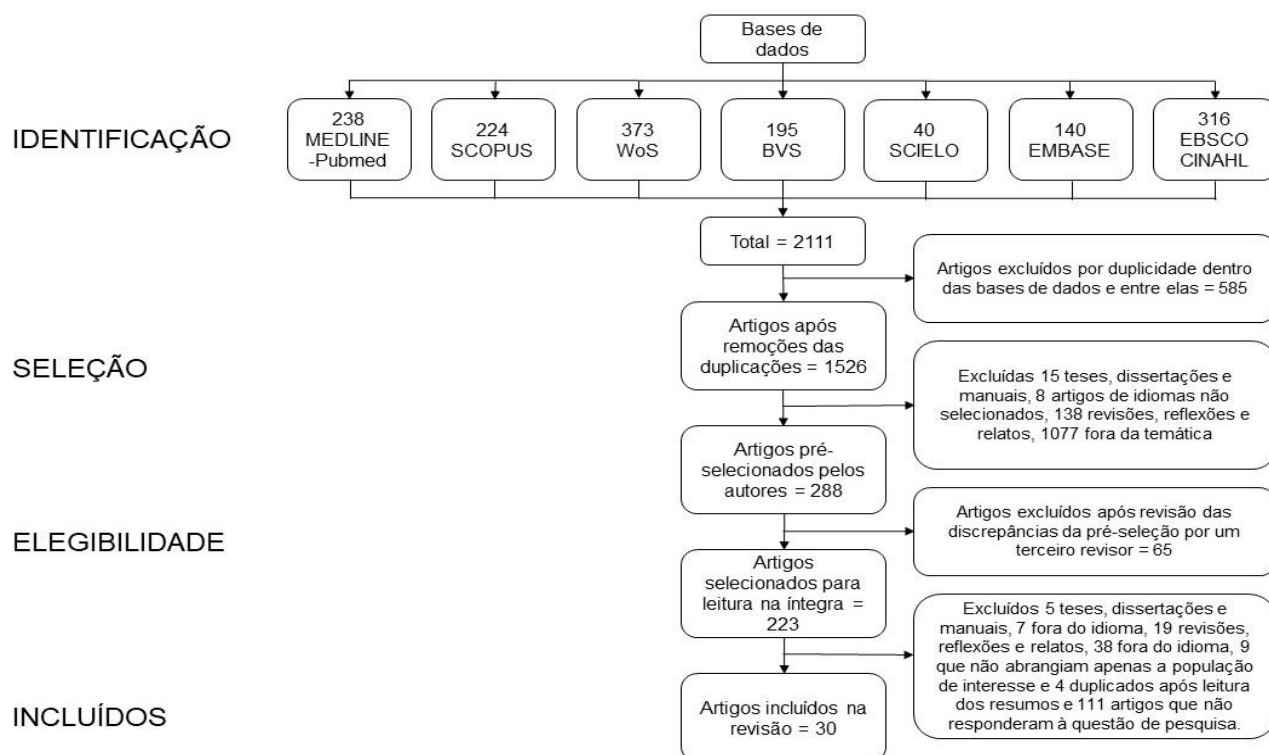 Bases de
dados
IDENTIFICAÇÃO
238
MEDLINE
-Pubmed
224
SCOPUS
373
WoS
195
BVS
40
SCIELO
140
EMBASE
316
EBSCO
CINAHL
Total = 2111
Artigos excluídos por duplicidade dentro
das bases de dados e entre elas = 585
SELEÇÃO
Artigos após
remoções das
duplicações = 1526
Excluídas 15 teses, dissertações e
manuais, 8 artigos de idiomas não
selecionados, 138 revisões, reflexões e
relatos, 1077 fora da temática
Artigos pré-
selecionados pelos
autores = 288
ELEGIBILIDADE
Artigos excluídos após revisão das
discrepâncias da pré-seleção por um
terceiro revisor = 65
Artigos
selecionados para
leitura na íntegra =
223
Excluídos 5 teses, dissertações e
manuais, 7 fora do idioma, 19 revisões,
reflexões e relatos, 38 fora do idioma, 9
que não abrangiam apenas a população
de interesse e 4 duplicados após leitura
dos resumos e 111 artigos que não
responderam à questão de pesquisa.
INCLUÍDOS
Artigos incluídos na
revisão = 30